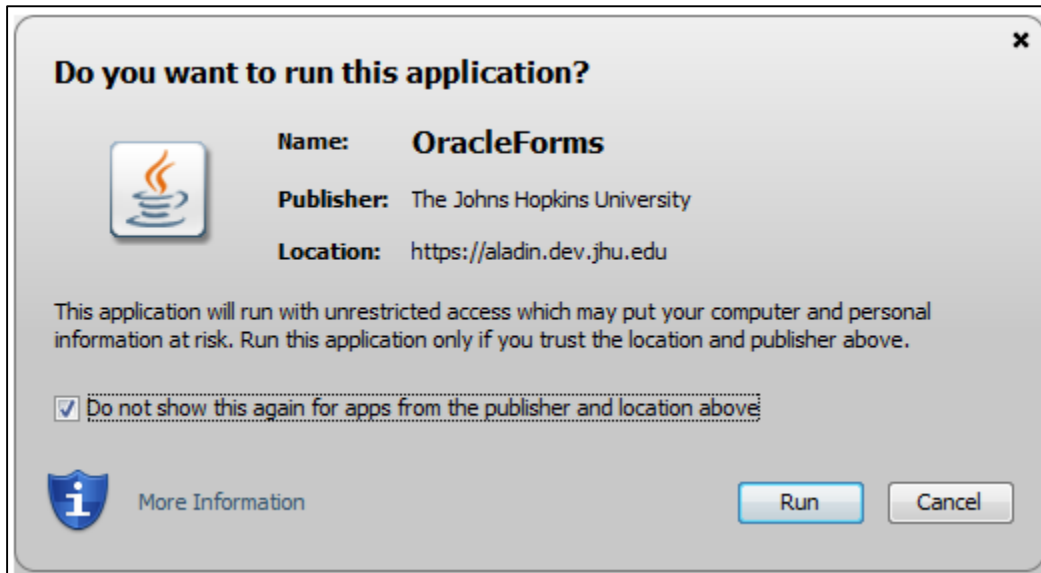 Do you want to run this application?
Name: OracleForms
Publisher: The Johns Hopkins University
Location: https://aladin.dev.jhu.edu
This application will run with unrestricted access which may put your computer and personal
information at risk. Run this application only if you trust the location and publisher above.
Do not show this again for apps from the publisher and location above
More Information
Run Cancel